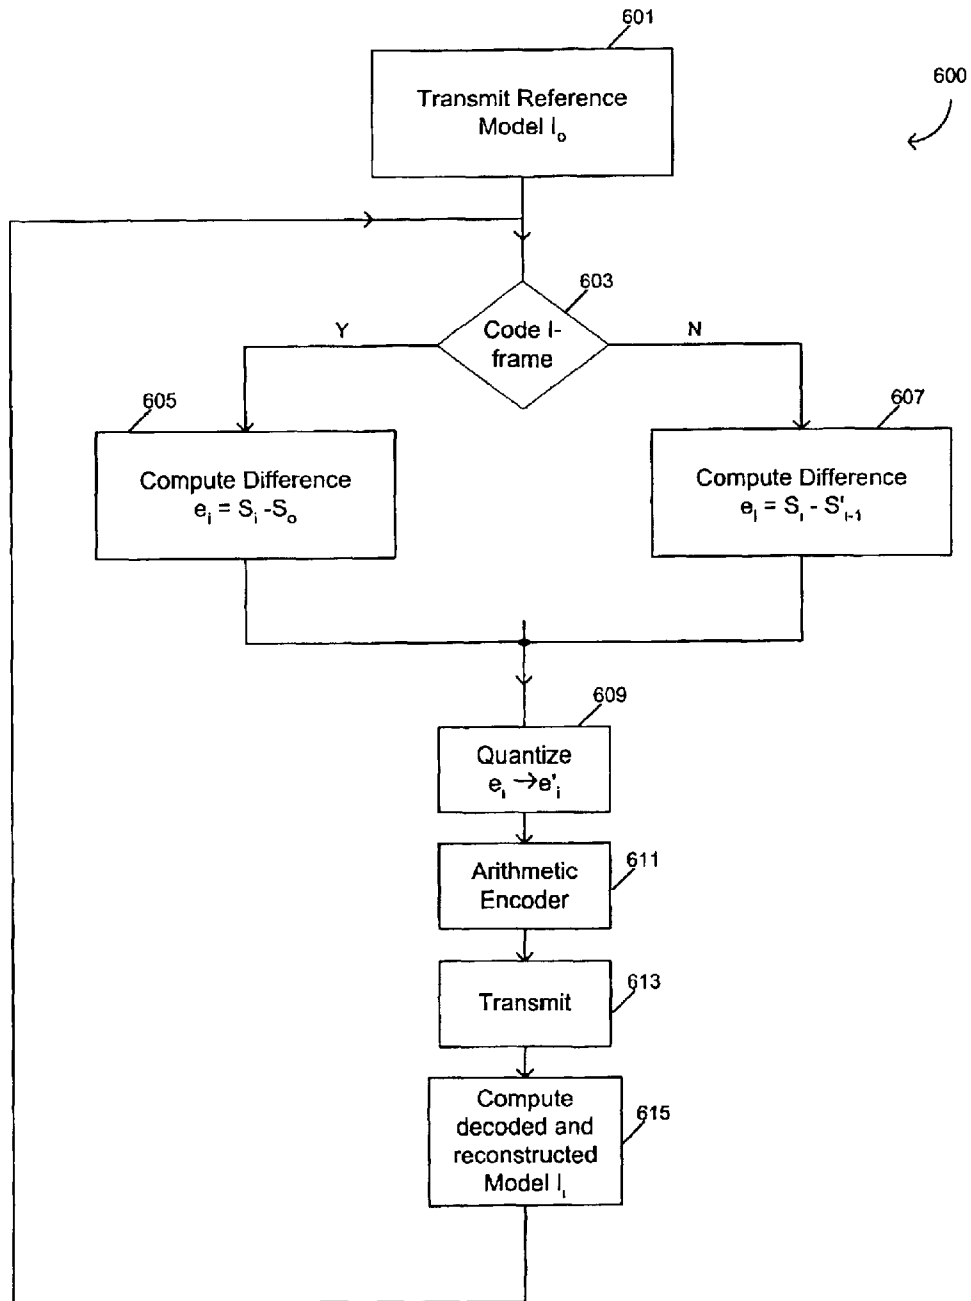 601
600
Transmit Reference
Model I₀
603
Y
Code I-
frame
N
605
607
Compute Difference
eᵢ = Sᵢ -S₀
Compute Difference
eᵢ = Sᵢ - S'ᵢ₋₁
609
Quantize
eᵢ →e'ᵢ
611
Arithmetic
Encoder
613
Transmit
615
Compute
decoded and
reconstructed
Model Iᵢ